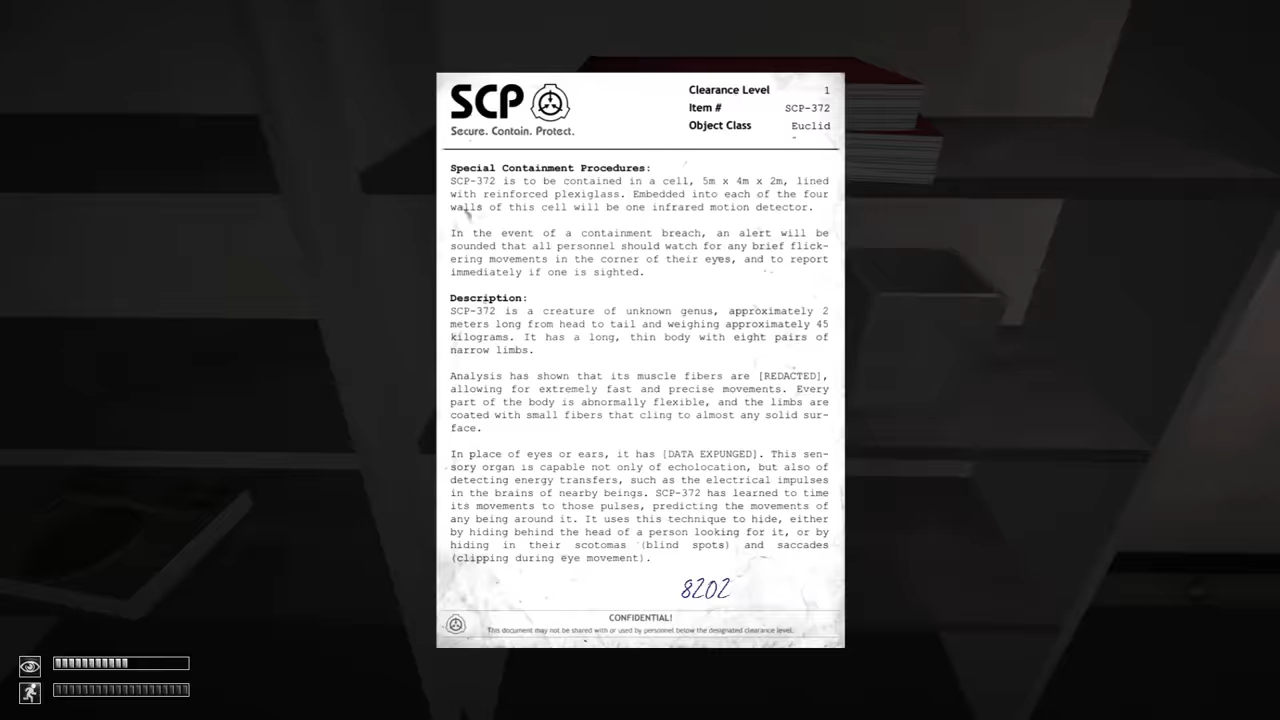 SCP
Secure. Contain. Protect.
Clearance Level 1
Item # SCP-372
Object Class Euclid
Special Containment Procedures:
SCP-372 is to be contained in a cell, 5m x 4m x 2m, lined
with reinforced plexiglass. Embedded into each of the four
walls of this cell will be one infrared motion detector.
In the event of a containment breach, an alert will be
sounded that all personnel should watch for any brief flick-
ering movements in the corner of their eyes, and to report
immediately if one is sighted.
Description:
SCP-372 is a creature of unknown genus, approximately 2
meters long from head to tail and weighing approximately 45
kilograms. It has a long, thin body with eight pairs of
narrow limbs.
Analysis has shown that its muscle fibers are [REDACTED],
allowing for extremely fast and precise movements. Every
part of the body is abnormally flexible, and the limbs are
coated with small fibers that cling to almost any solid sur-
face.
In place of eyes or ears, it has [DATA EXPUNGED]. This sen-
sory organ is capable not only of echolocation, but also of
detecting energy transfers, such as the electrical impulses
in the brains of nearby beings. SCP-372 has learned to time
its movements to those pulses, predicting the movements of
any being around it. It uses this technique to hide, either
by hiding behind the head of a person looking for it, or by
hiding in their scotomas (blind spots) and saccades
(clipping during eye movement).
8202
CONFIDENTIAL!
This document may not be shared with or used by personnel below the designated clearance level.